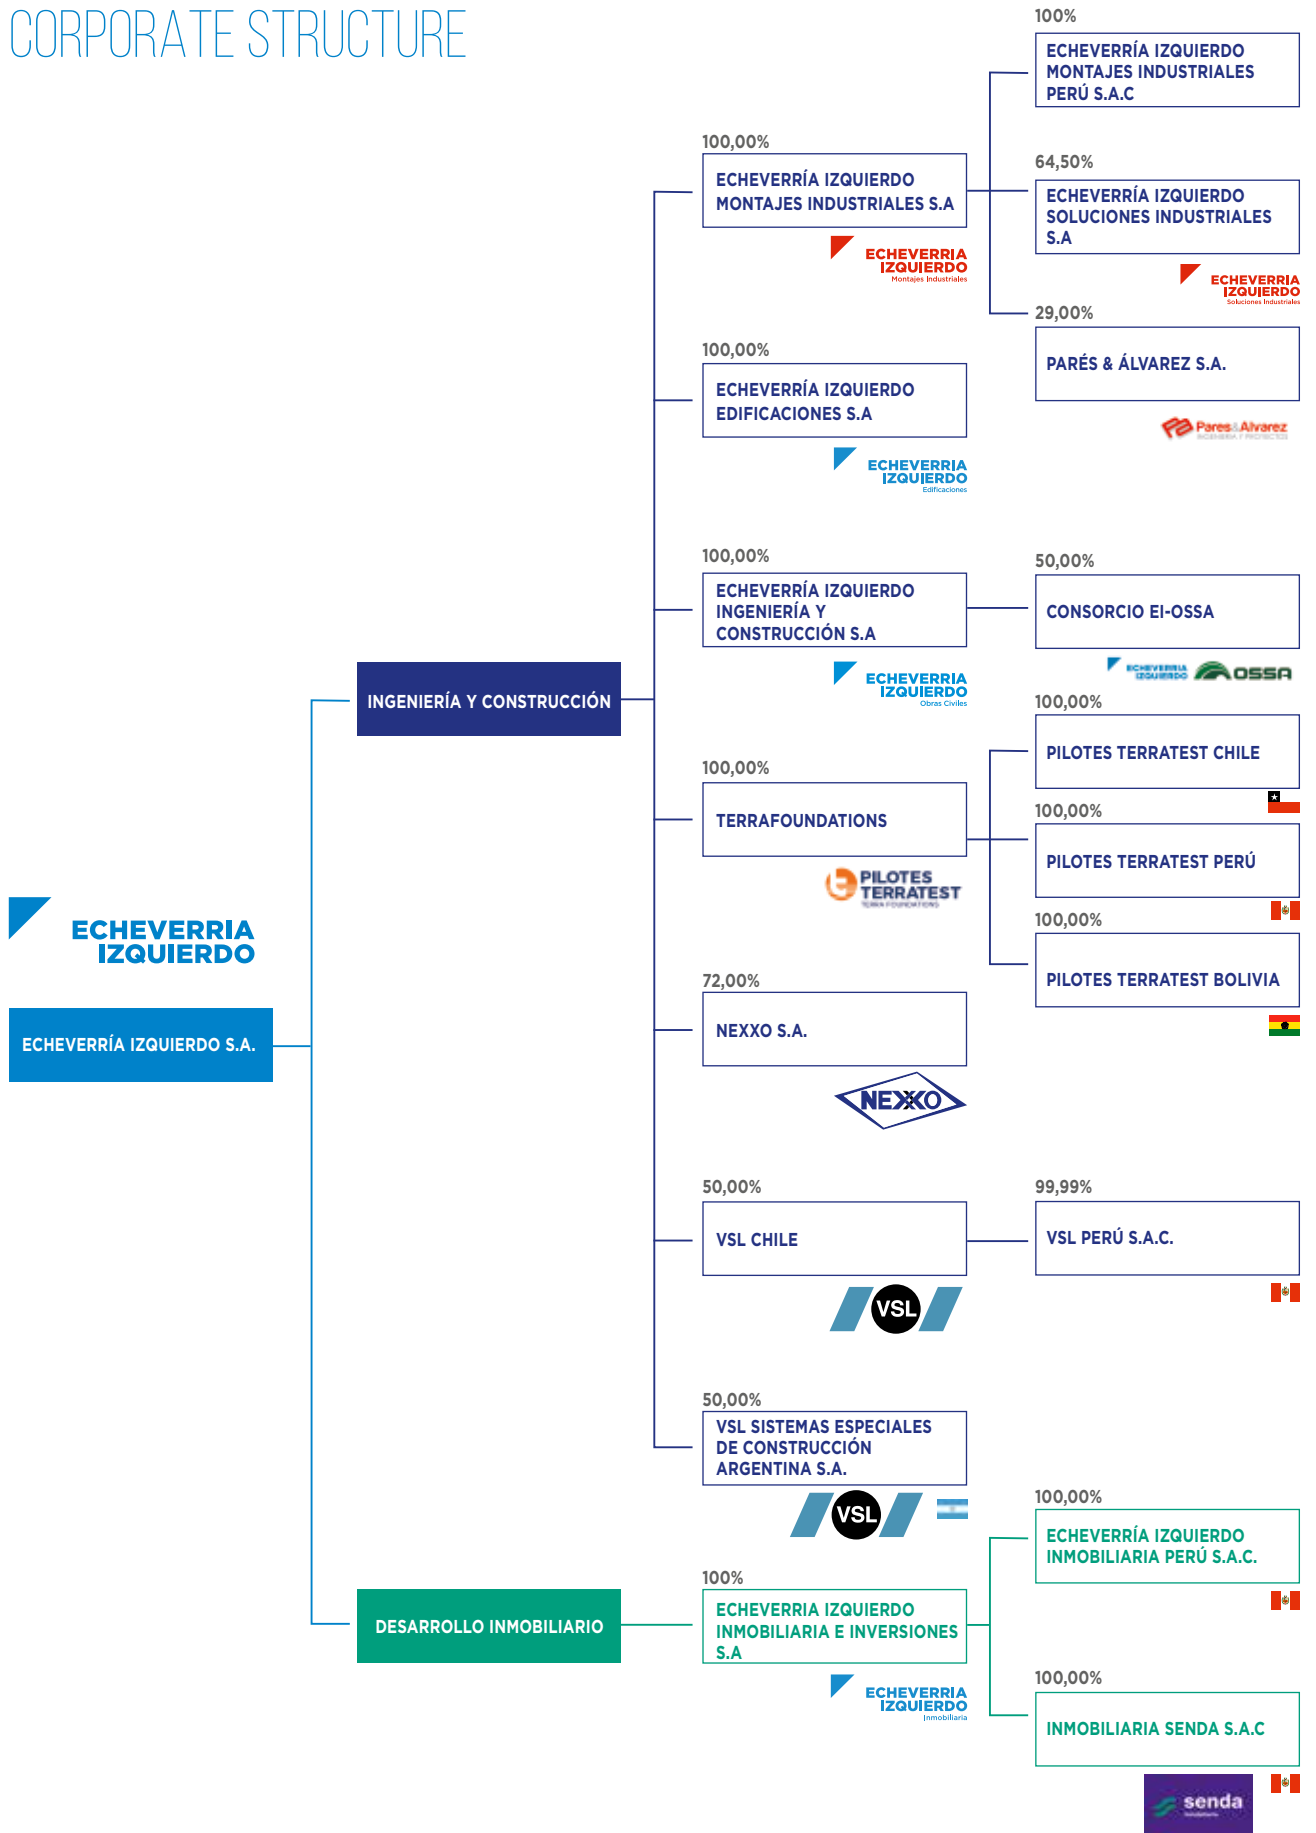 CORPORATE STRUCTURE
ECHEVERRIA
IZQUIERDO
ECHEVERRÍA IZQUIERDO S.A.
INGENIERÍA Y CONSTRUCCIÓN
100,00%
ECHEVERRÍA IZQUIERDO
MONTAJES INDUSTRIALES S.A
ECHEVERRIA
IZQUIERDO
Montajes Industriales
100%
ECHEVERRÍA IZQUIERDO
MONTAJES INDUSTRIALES
PERÚ S.A.C
64,50%
ECHEVERRÍA IZQUIERDO
SOLUCIONES INDUSTRIALES
S.A
ECHEVERRIA
IZQUIERDO
Soluciones Industriales
29,00%
PARÉS & ÁLVAREZ S.A.
Pares&Alvarez
INGENIERIA Y PROYECTOS
100,00%
ECHEVERRÍA IZQUIERDO
EDIFICACIONES S.A
ECHEVERRIA
IZQUIERDO
Edificaciones
100,00%
ECHEVERRÍA IZQUIERDO
INGENIERÍA Y
CONSTRUCCIÓN S.A
ECHEVERRIA
IZQUIERDO
Obras Civiles
50,00%
CONSORCIO EI-OSSA
ECHEVERRIA
IZQUIERDO
OSSA
100,00%
TERRAFOUNDATIONS
PILOTES
TERRATEST
TERRA FOUNDATIONS
100,00%
PILOTES TERRATEST CHILE
100,00%
PILOTES TERRATEST PERÚ
100,00%
PILOTES TERRATEST BOLIVIA
72,00%
NEXXO S.A.
NEXXO
50,00%
VSL CHILE
VSL
99,99%
VSL PERÚ S.A.C.
50,00%
VSL SISTEMAS ESPECIALES
DE CONSTRUCCIÓN
ARGENTINA S.A.
VSL
DESARROLLO INMOBILIARIO
100%
ECHEVERRIA IZQUIERDO
INMOBILIARIA E INVERSIONES
S.A
ECHEVERRIA
IZQUIERDO
Inmobiliaria
100,00%
ECHEVERRÍA IZQUIERDO
INMOBILIARIA PERÚ S.A.C.
100,00%
INMOBILIARIA SENDA S.A.C
senda